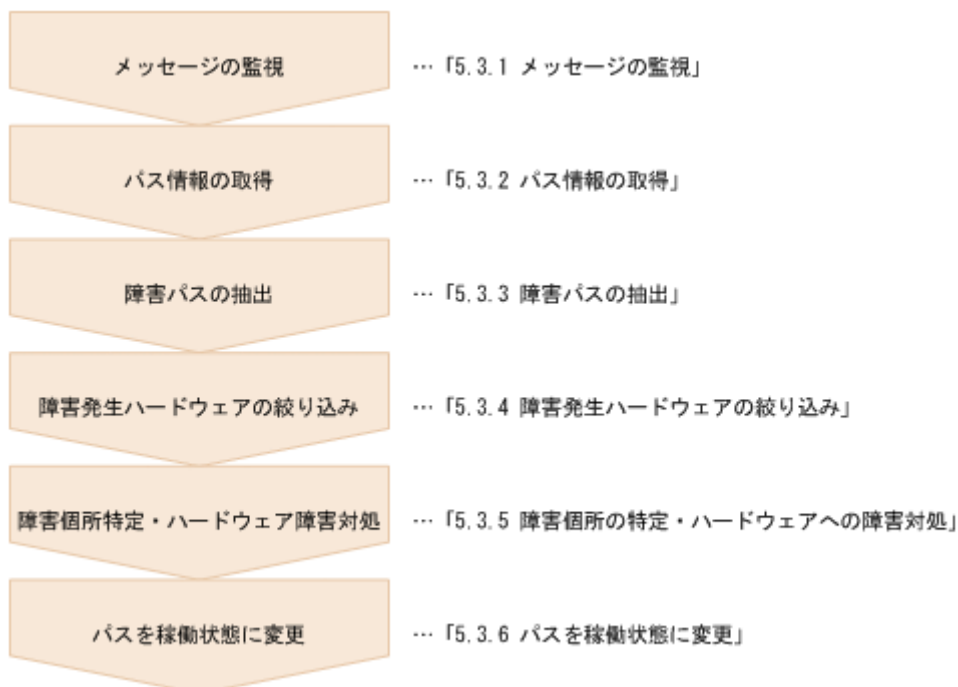 メッセージの監視 … 「5.3.1 メッセージの監視」
パス情報の取得 … 「5.3.2 パス情報の取得」
障害パスの抽出 … 「5.3.3 障害パスの抽出」
障害発生ハードウェアの絞り込み … 「5.3.4 障害発生ハードウェアの絞り込み」
障害個所特定・ハードウェア障害対処 … 「5.3.5 障害個所の特定・ハードウェアへの障害対処」
パスを稼働状態に変更 … 「5.3.6 パスを稼働状態に変更」